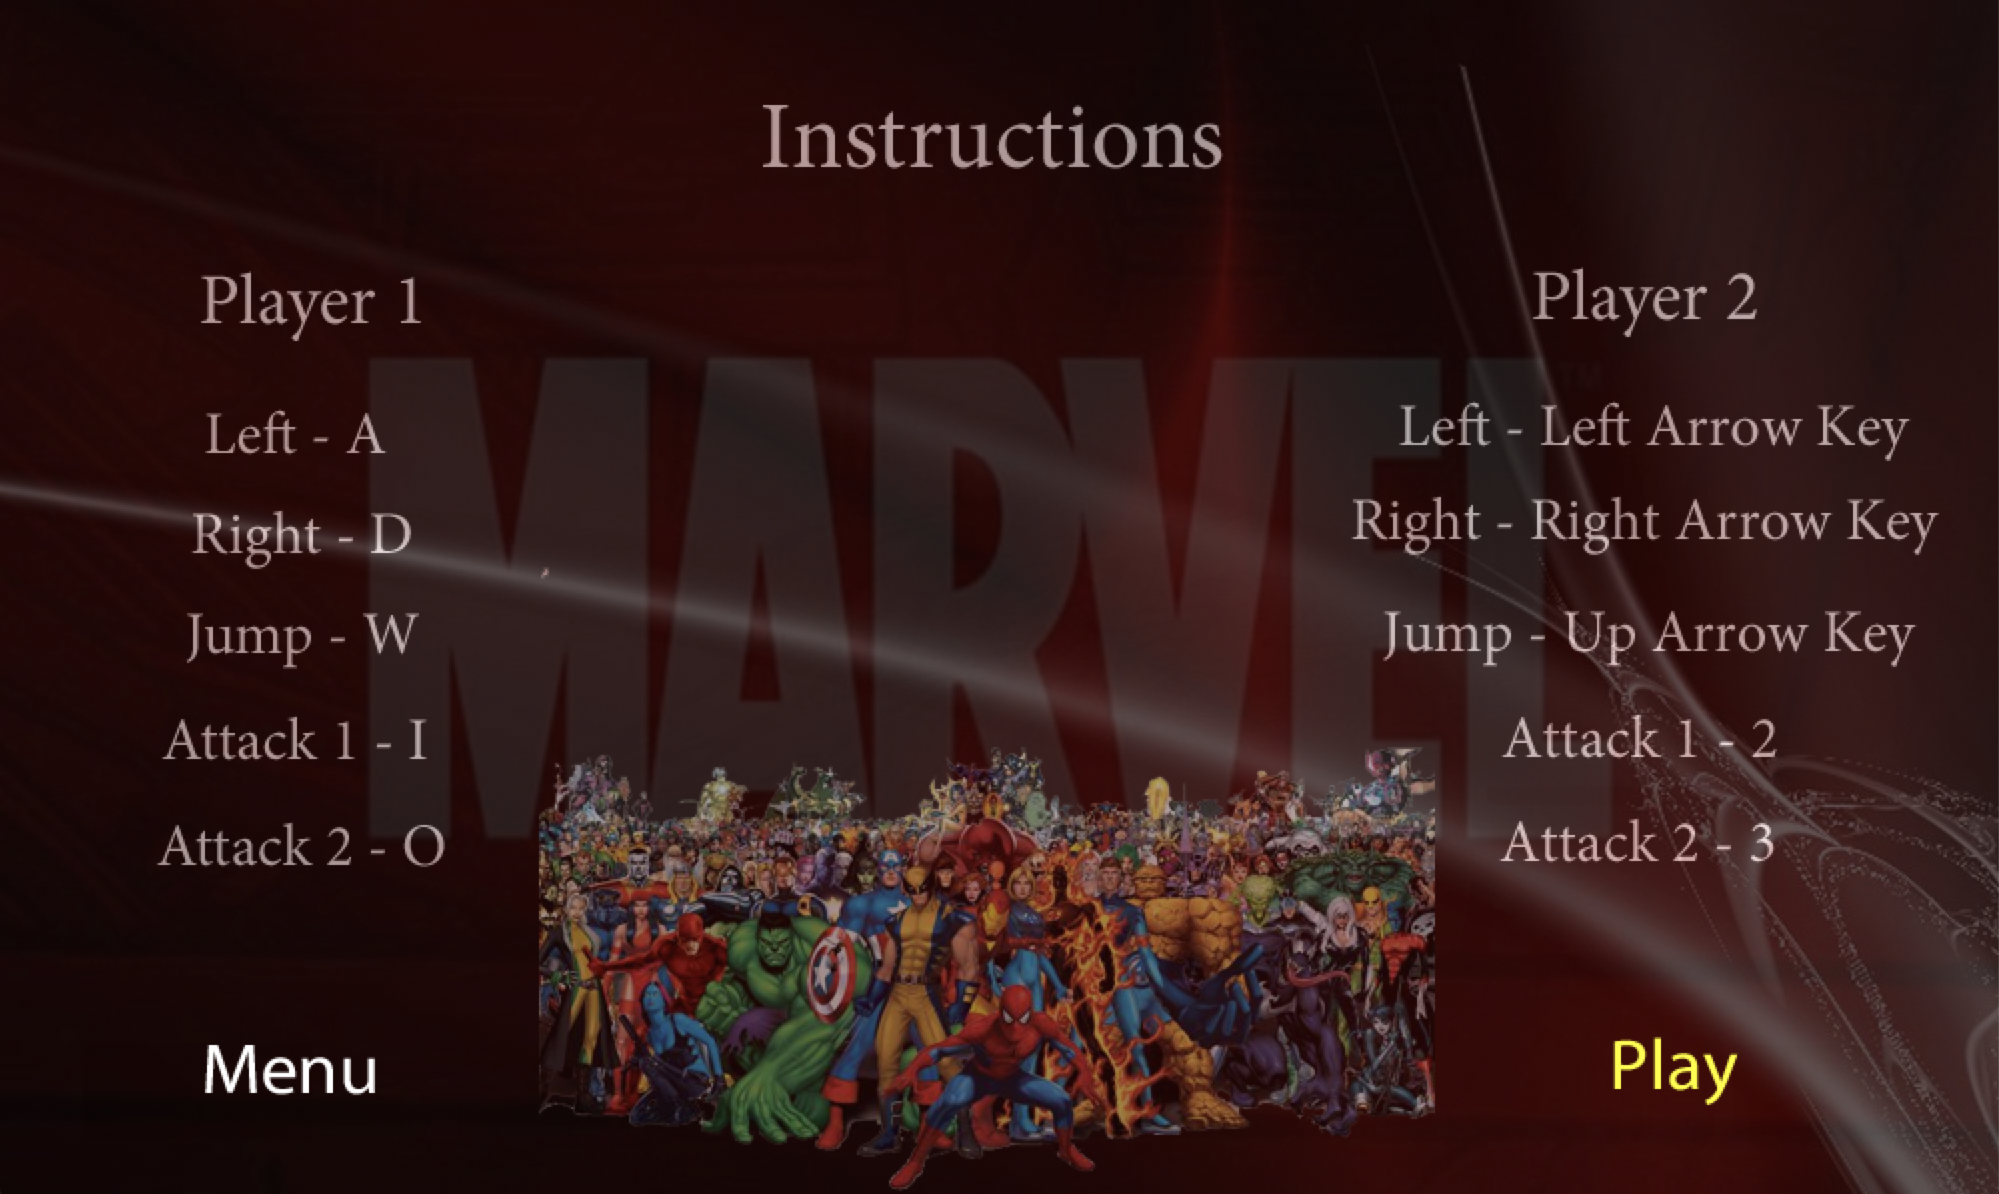 Instructions
Player 1
Left - A
Right - D
Jump - W
Attack 1 - I
Attack 2 - O
Player 2
Left - Left Arrow Key
Right - Right Arrow Key
Jump - Up Arrow Key
Attack 1 - 2
Attack 2 - 3
MARVEL
TM
Menu
Play